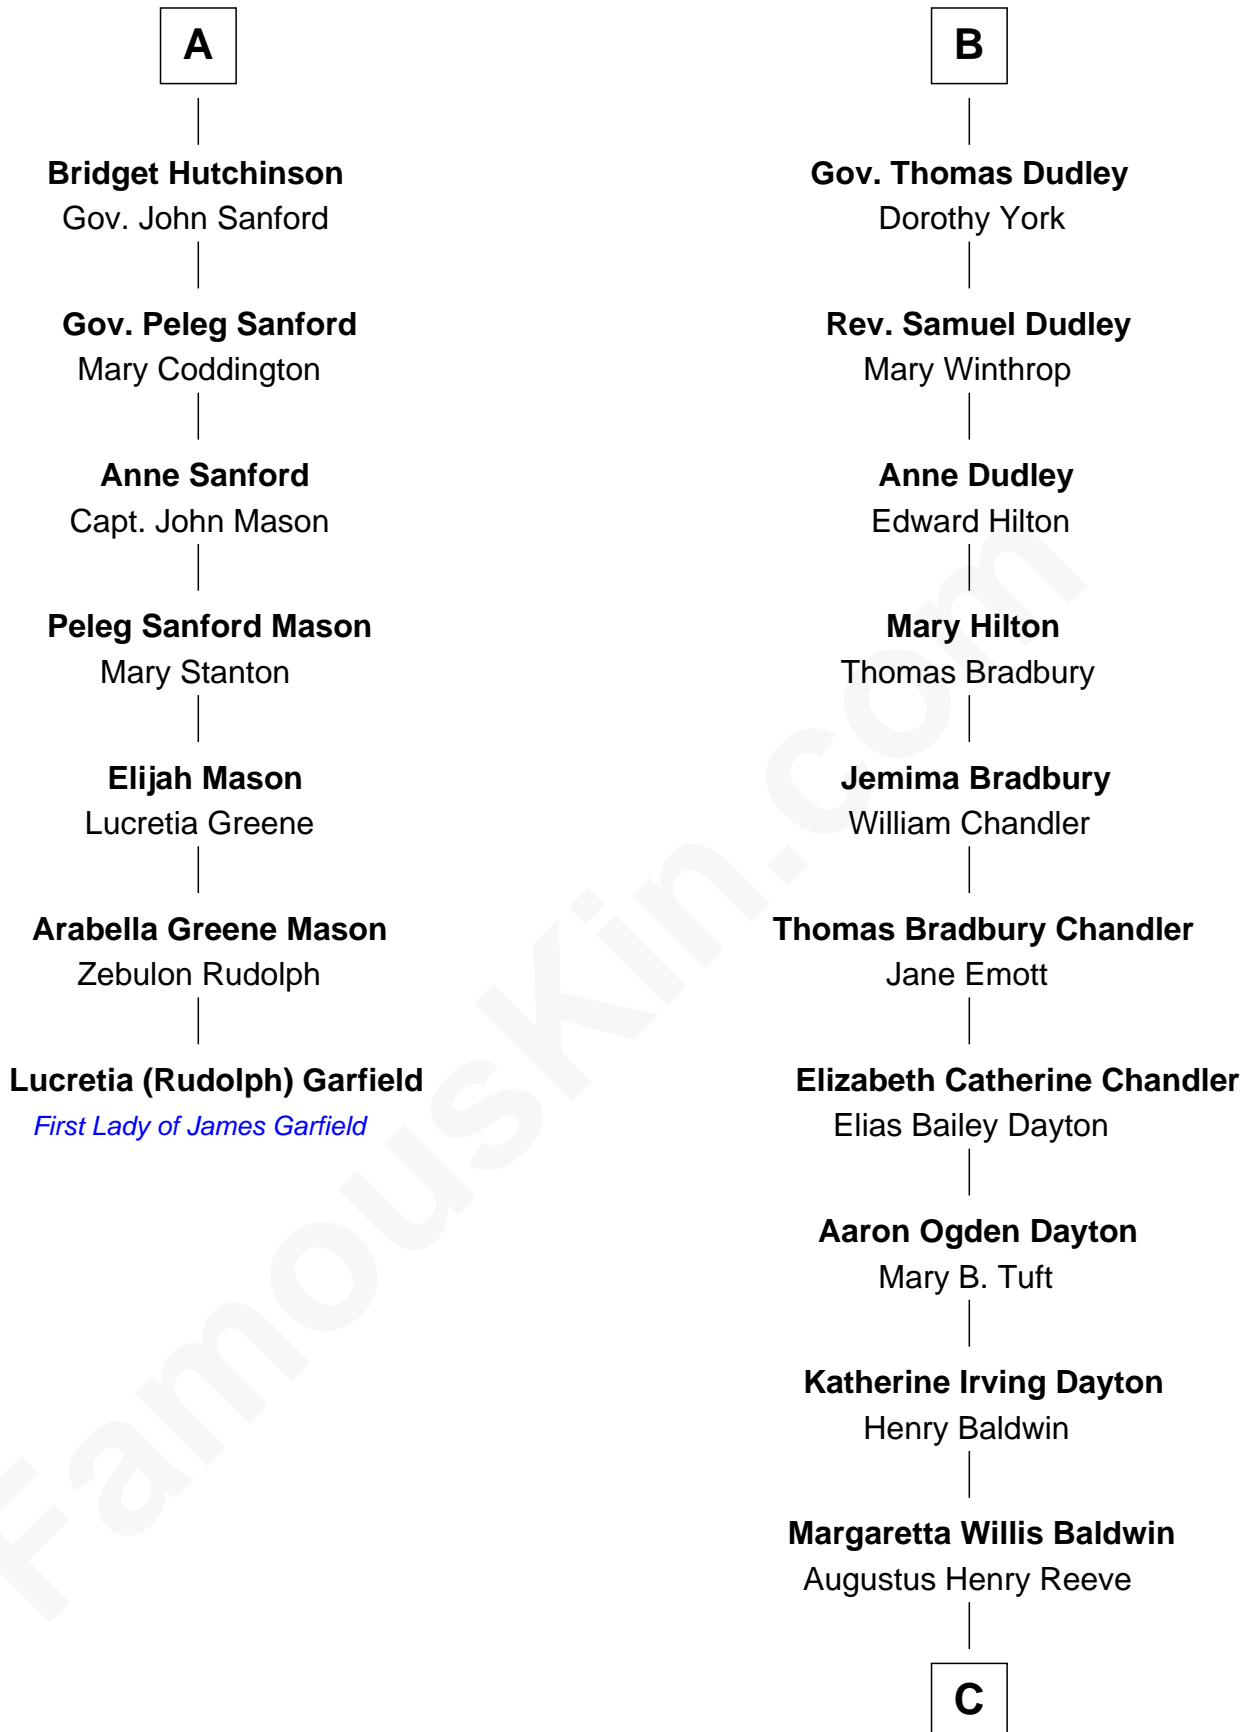 A
Bridget Hutchinson
Gov. John Sanford
Gov. Peleg Sanford
Mary Coddington
Anne Sanford
Capt. John Mason
Peleg Sanford Mason
Mary Stanton
Elijah Mason
Lucretia Greene
Arabella Greene Mason
Zebulon Rudolph
Lucretia (Rudolph) Garfield
First Lady of James Garfield
B
Gov. Thomas Dudley
Dorothy York
Rev. Samuel Dudley
Mary Winthrop
Anne Dudley
Edward Hilton
Mary Hilton
Thomas Bradbury
Jemima Bradbury
William Chandler
Thomas Bradbury Chandler
Jane Emott
Elizabeth Catherine Chandler
Elias Bailey Dayton
Aaron Ogden Dayton
Mary B. Tuft
Katherine Irving Dayton
Henry Baldwin
Margaretta Willis Baldwin
Augustus Henry Reeve
C
FamousKin.com